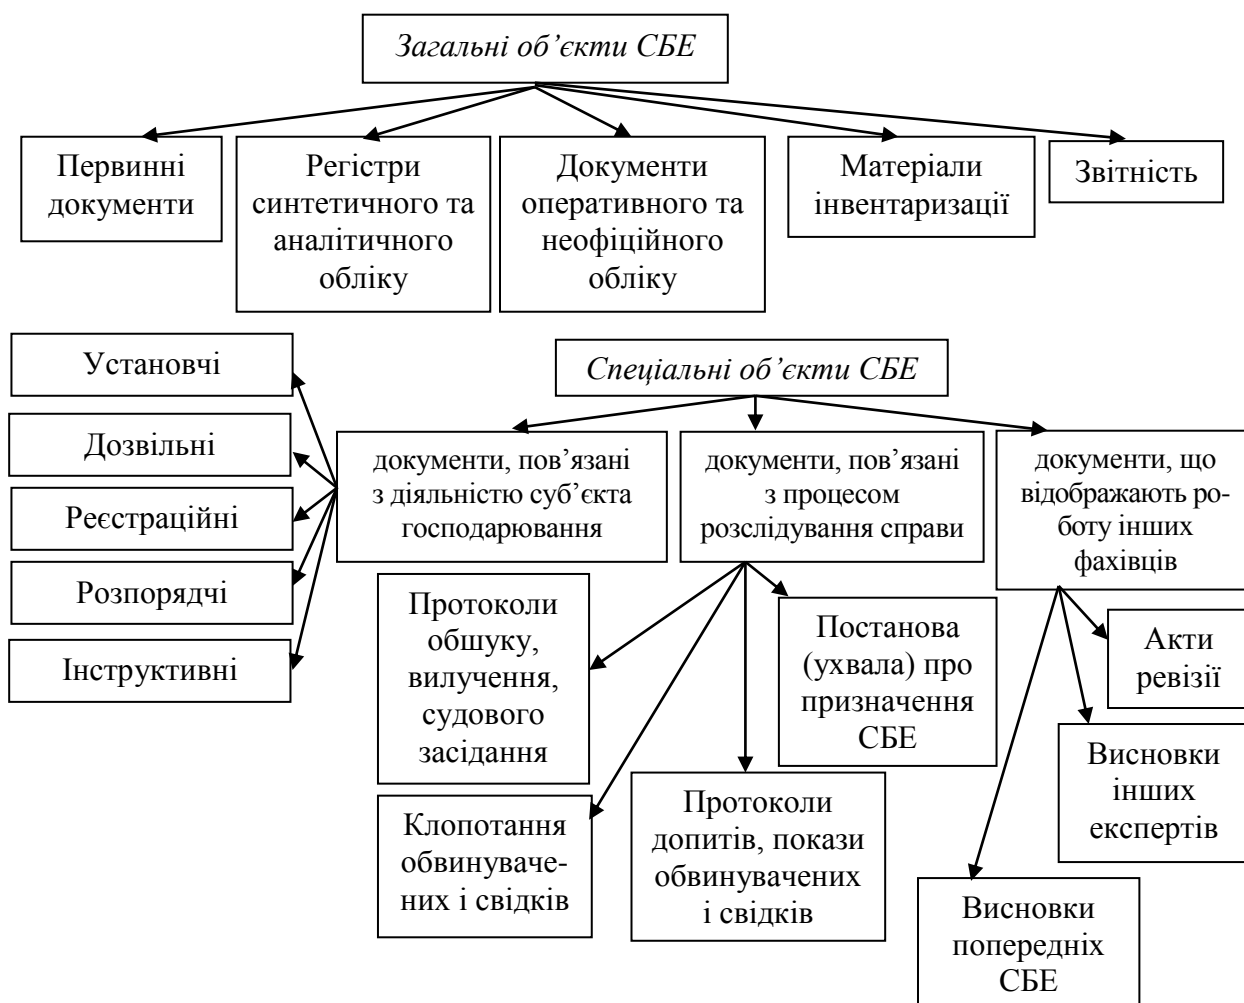 Загальні об’єкти СБЕ
Первинні
документи
Регістри
синтетичного та
аналітичного
обліку
Документи
оперативного та
неофіційного
обліку
Матеріали
інвентаризації
Звітність
Спеціальні об’єкти СБЕ
Установчі
Дозвільні
Реєстраційні
Розпорядчі
Інструктивні
документи, пов’язані
з діяльністю суб’єкта
господарювання
документи, пов’язані
з процесом
розслідування справи
документи, що
відображають ро-
боту інших
фахівців
Протоколи
обшуку,
вилучення,
судового
засідання
Постанова
(ухвала) про
призначення
СБЕ
Акти
ревізії
Клопотання
обвинуваче-
них і свідків
Протоколи
допитів, покази
обвинувачених
і свідків
Висновки
інших
експертів
Висновки
попередніх
СБЕ